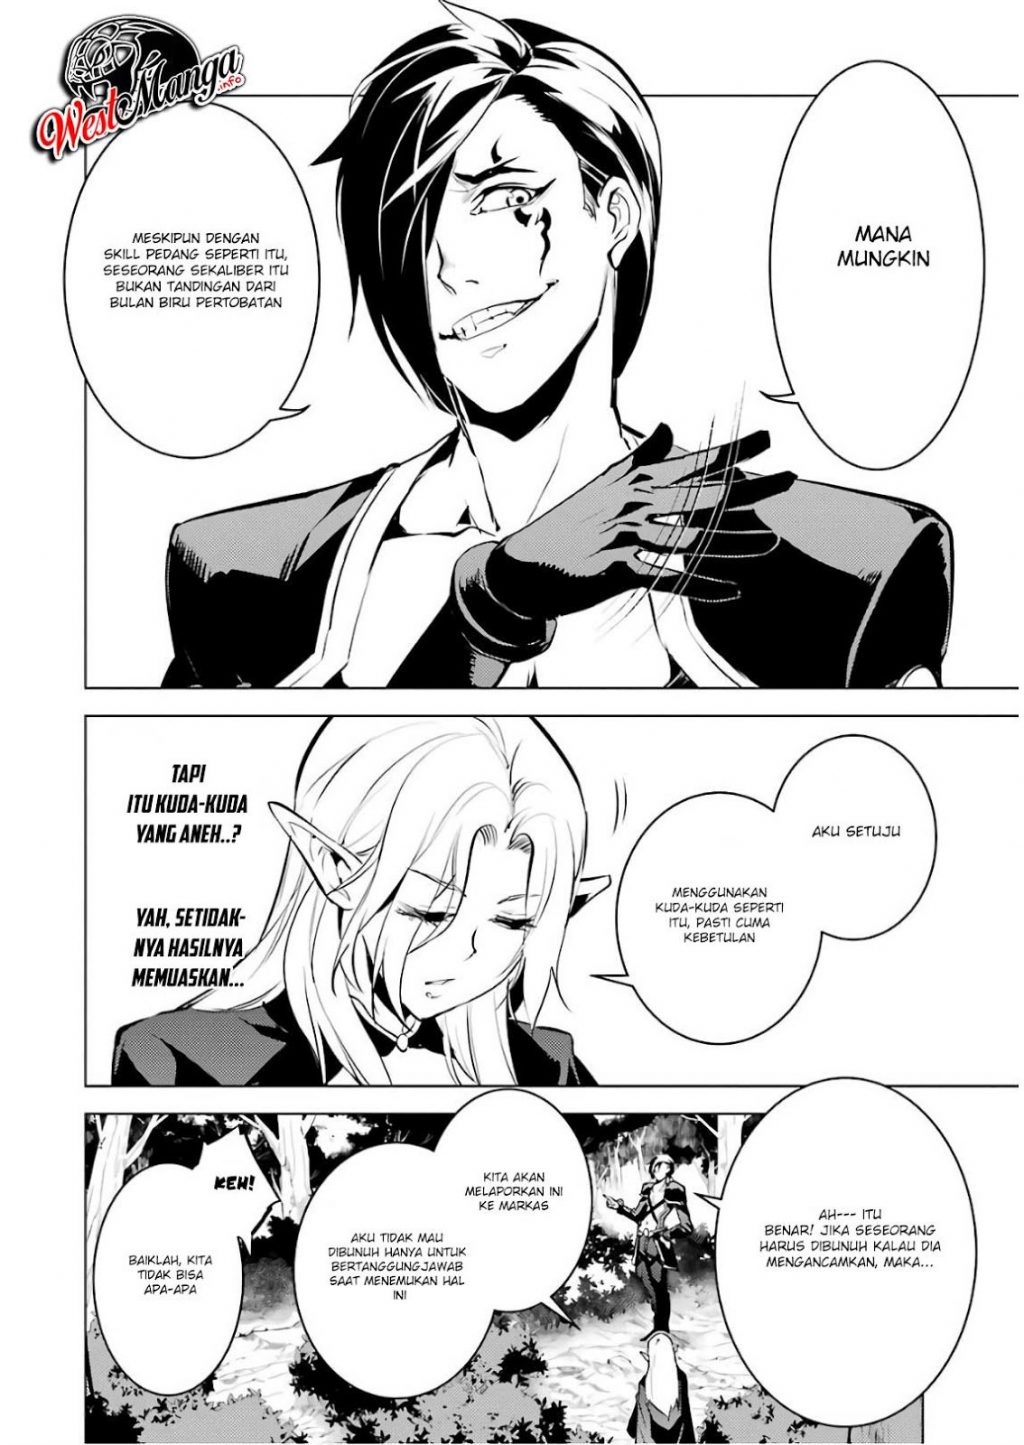 WestManga
.info
MANA
MUNGKIN
MESKIPUN DENGAN
SKILL PEDANG SEPERTI ITU,
SESEORANG SEKALIBER ITU
BUKAN TANDINGAN DARI
BULAN BIRU PERTOBATAN
AKU SETUJU
MENGGUNAKAN
KUDA-KUDA SEPERTI
ITU, PASTI CUMA
KEBETULAN
TAPI
ITU KUDA-KUDA
YANG ANEH..?
YAH, SETIDAK-
NYA HASILNYA
MEMUASKAN...
AH--- ITU
BENAR! JIKA SESEORANG
HARUS DIBUNUH KALAU DIA
MENGANCAMKAN, MAKA...
KITA AKAN
MELAPORKAN INI
KE MARKAS
AKU TIDAK MAU
DIBUNUH HANYA UNTUK
BERTANGGUNGJAWAB
SAAT MENEMUKAN HAL
INI
KEH!
BAIKLAH, KITA
TIDAK BISA
APA-APA